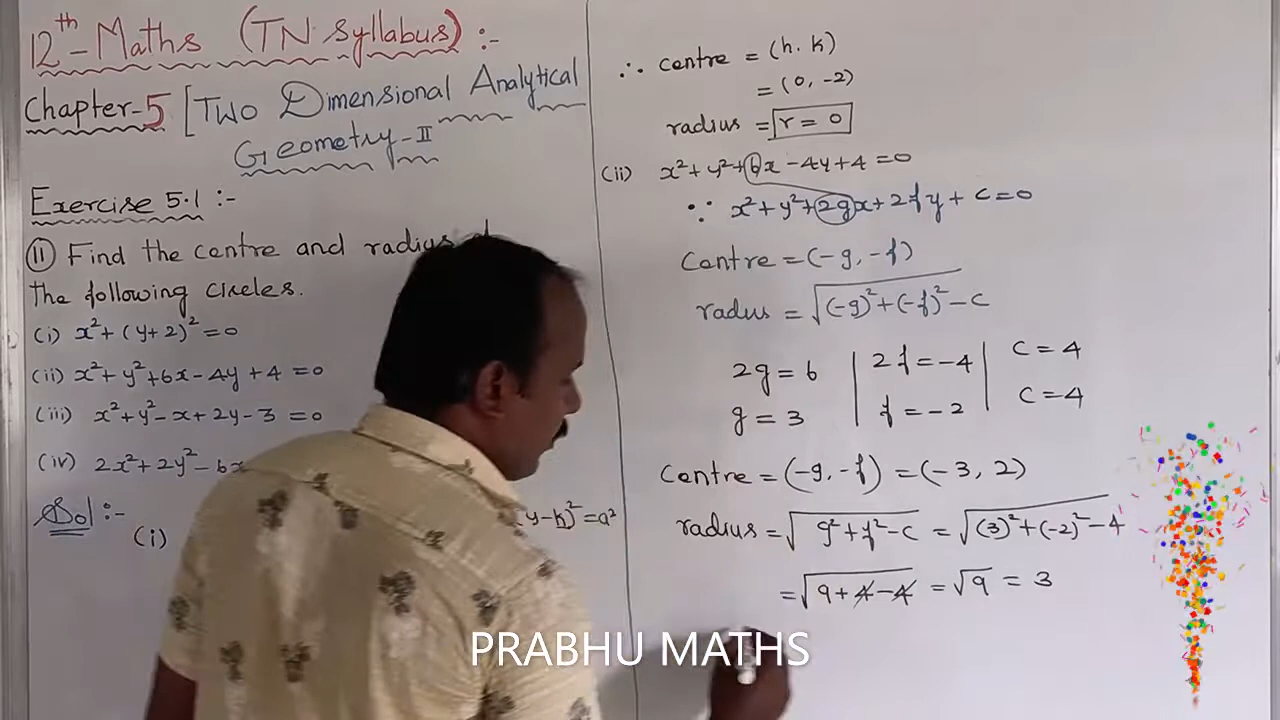 12th - Maths (TN Syllabus) :-
Chapter-5 [Two Dimensional Analytical
Geometry-II
Exercise 5.1 :-
(11) Find the centre and radius
the following circles.
(i) x²+(y+2)²=0
(ii) x²+y²+6x-4y+4=0
(iii) x²+y²-x+2y-3=0
(iv) 2x²+2y²-6x
Sol :-
(i) y-k)²=a²
∴ centre = (h, k)
= (0, -2)
radius = r = 0
(ii) x²+y²+6x-4y+4=0
∵ x²+y²+2gx+2fy+c=0
Centre = (-g, -f)
radius = √(-g)²+(-f)²-c
2g = 6 | 2f = -4 | c = 4
g = 3 | f = -2 | c = 4
Centre = (-g, -f) = (-3, 2)
radius = √g²+f²-c = √(3)²+(-2)²-4
= √9+4-4 = √9 = 3
PRABHU MATHS